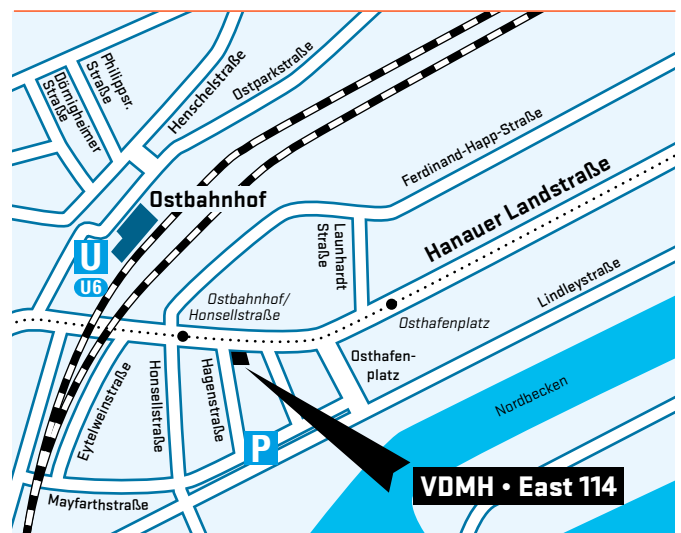 Philippsr.
Straße
Dörnigheimer
Straße
Henschelstraße
Ostparkstraße
Ostbahnhof
U
U6
Ferdinand-Happ-Straße
Hanauer Landstraße
Launhardt
Straße
Lindleystraße
Ostbahnhof/
Honsellstraße
Osthafenplatz
Osthafen-
platz
Eytelweinstraße
Honsellstraße
Hagenstraße
Nordbecken
P
VDMH • East 114
Mayfarthstraße